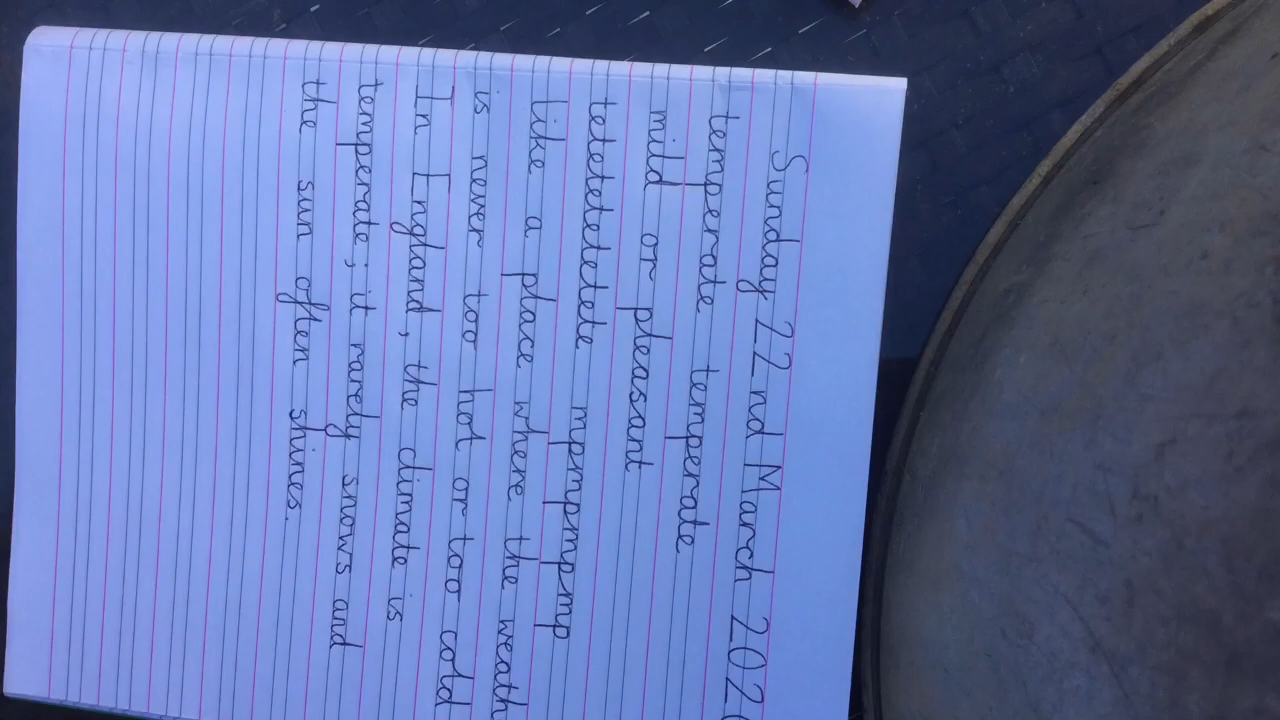 Sunday 22nd March 202
temperate temperate
mild or pleasant
tetetetetete mpmpmpmp
like a place where the weath
is never too hot or too cold
In England, the climate is
temperate; it rarely snows and
the sun often shines.